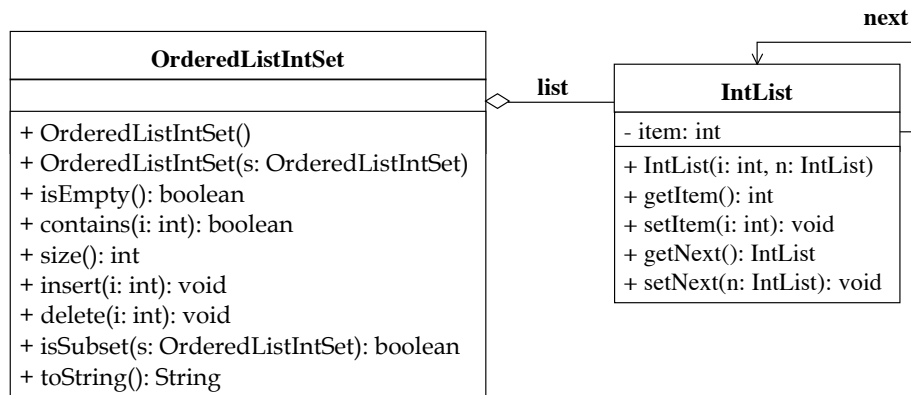 OrderedListIntSet
+ OrderedListIntSet()
+ OrderedListIntSet(s: OrderedListIntSet)
+ isEmpty(): boolean
+ contains(i: int): boolean
+ size(): int
+ insert(i: int): void
+ delete(i: int): void
+ isSubset(s: OrderedListIntSet): boolean
+ toString(): String
list
next
IntList
- item: int
+ IntList(i: int, n: IntList)
+ getItem(): int
+ setItem(i: int): void
+ getNext(): IntList
+ setNext(n: IntList): void